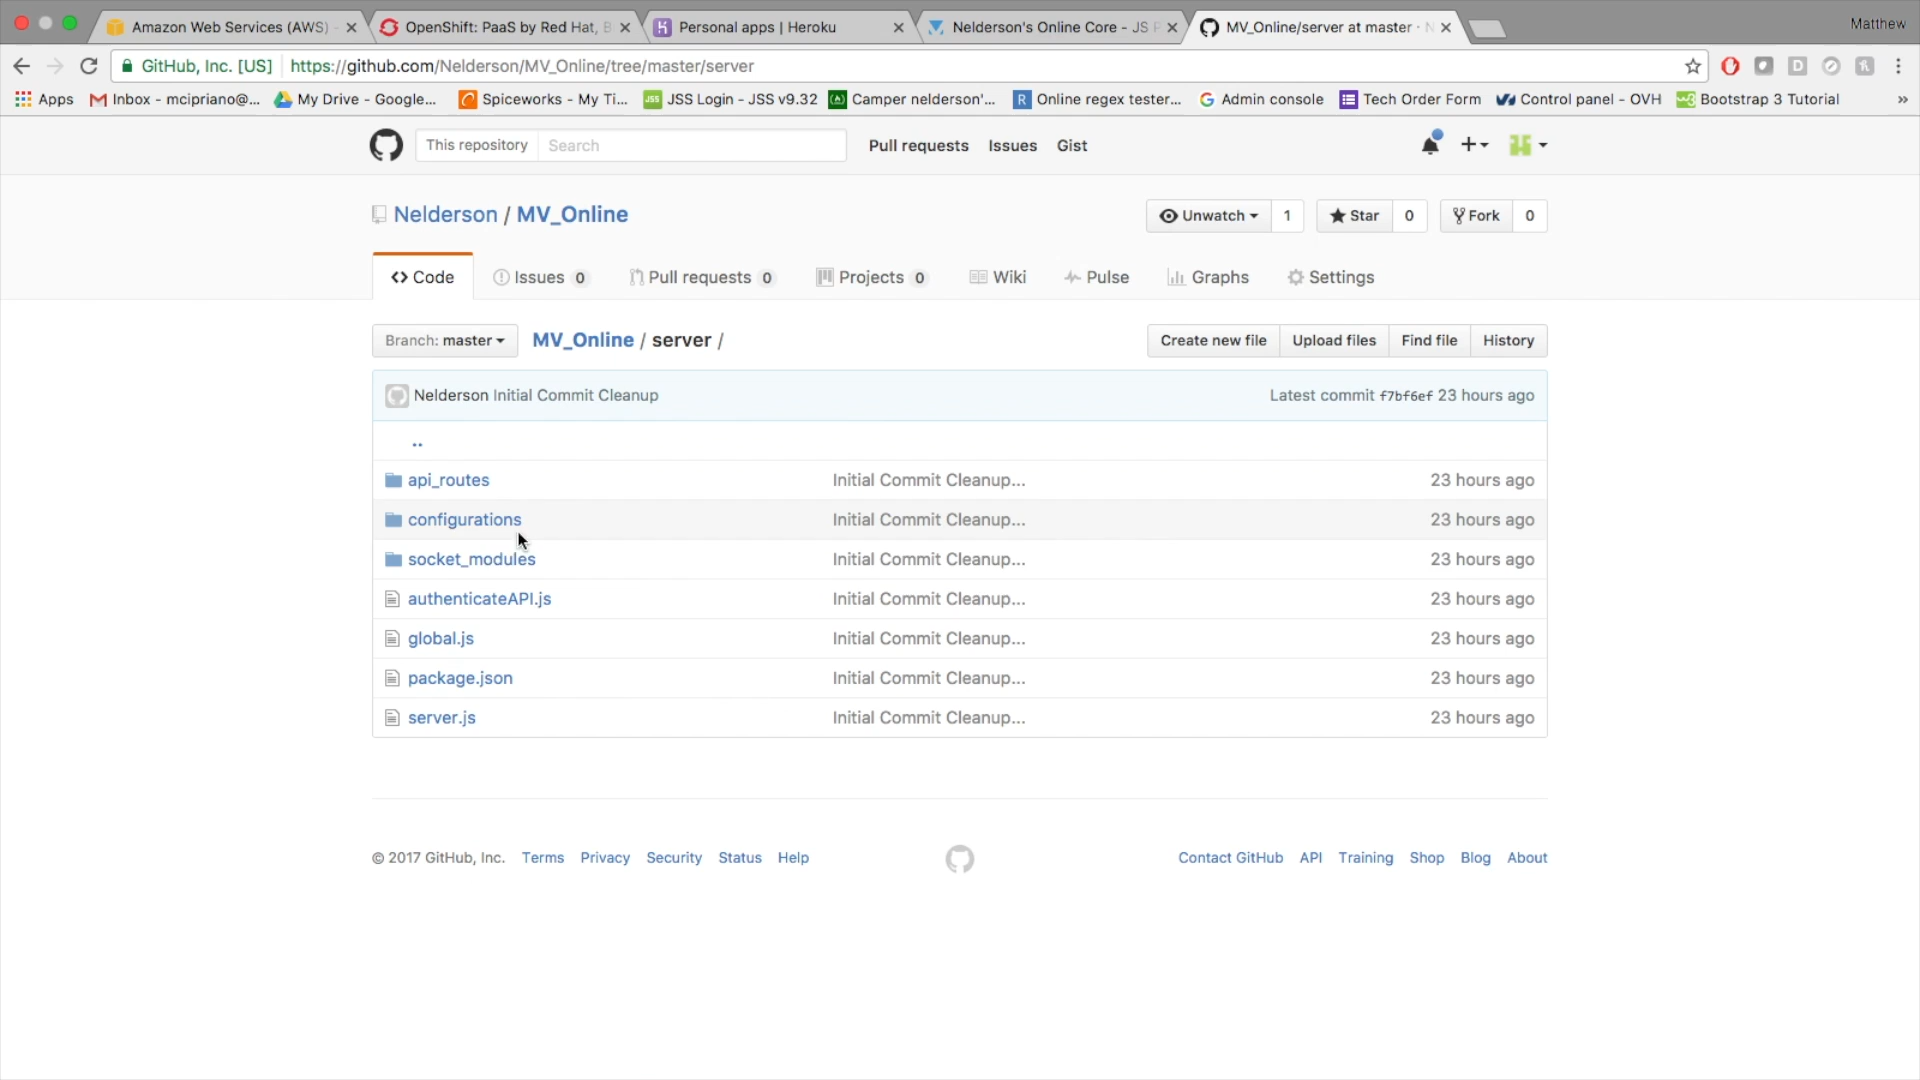 Amazon Web Services (AWS) -
OpenShift: PaaS by Red Hat, B
Personal apps | Heroku
Nelderson's Online Core - JS P
MV_Online/server at master · N
Matthew
GitHub, Inc. [US]
https://github.com/Nelderson/MV_Online/tree/master/server
Apps
Inbox - mcipriano@...
My Drive - Google...
Spiceworks - My Ti...
JSS Login - JSS v9.32
Camper nelderson'...
Online regex tester...
Admin console
Tech Order Form
Control panel - OVH
Bootstrap 3 Tutorial
»
This repository Search
Pull requests Issues Gist
Nelderson / MV_Online
Unwatch 1
Star 0
Fork 0
Code
Issues 0
Pull requests 0
Projects 0
Wiki
Pulse
Graphs
Settings
Branch: master
MV_Online / server /
Create new file
Upload files
Find file
History
Nelderson Initial Commit Cleanup
Latest commit f7bf6ef 23 hours ago
..
api_routes Initial Commit Cleanup... 23 hours ago
configurations Initial Commit Cleanup... 23 hours ago
socket_modules Initial Commit Cleanup... 23 hours ago
authenticateAPI.js Initial Commit Cleanup... 23 hours ago
global.js Initial Commit Cleanup... 23 hours ago
package.json Initial Commit Cleanup... 23 hours ago
server.js Initial Commit Cleanup... 23 hours ago
© 2017 GitHub, Inc. Terms Privacy Security Status Help
Contact GitHub API Training Shop Blog About